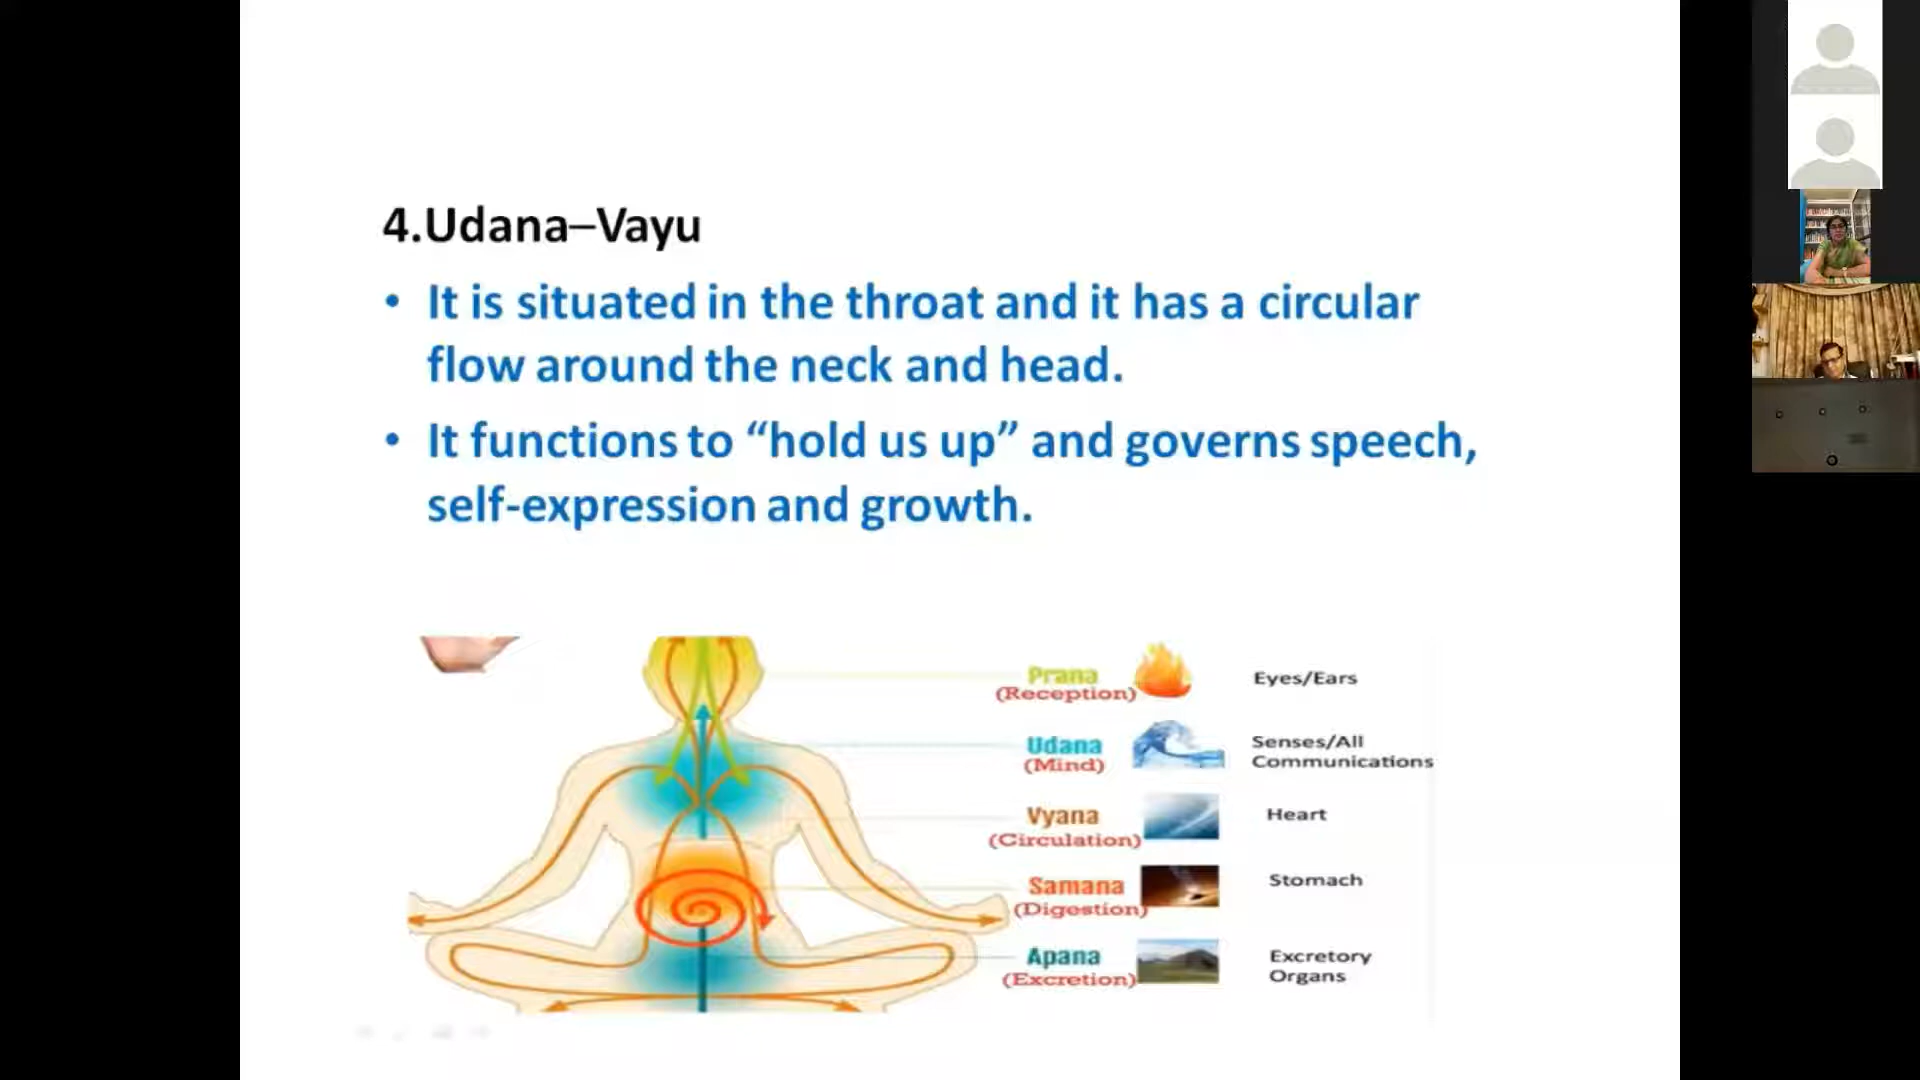 4.Udana–Vayu
• It is situated in the throat and it has a circular
flow around the neck and head.
• It functions to “hold us up” and governs speech,
self-expression and growth.
Prana
(Reception)
Eyes/Ears
Udana
(Mind)
Senses/All
Communications
Vyana
(Circulation)
Heart
Samana
(Digestion)
Stomach
Apana
(Excretion)
Excretory
Organs